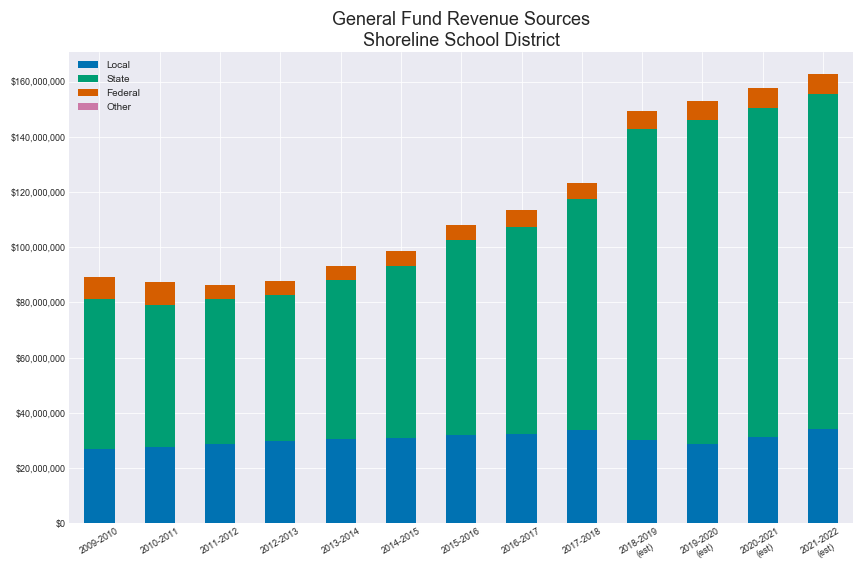 General Fund Revenue Sources
Shoreline School District
Local
State
Federal
Other
$160,000,000
$140,000,000
$120,000,000
$100,000,000
$80,000,000
$60,000,000
$40,000,000
$20,000,000
$0
2009-2010
2010-2011
2011-2012
2012-2013
2013-2014
2014-2015
2015-2016
2016-2017
2017-2018
2018-2019
(est)
2019-2020
(est)
2020-2021
(est)
2021-2022
(est)